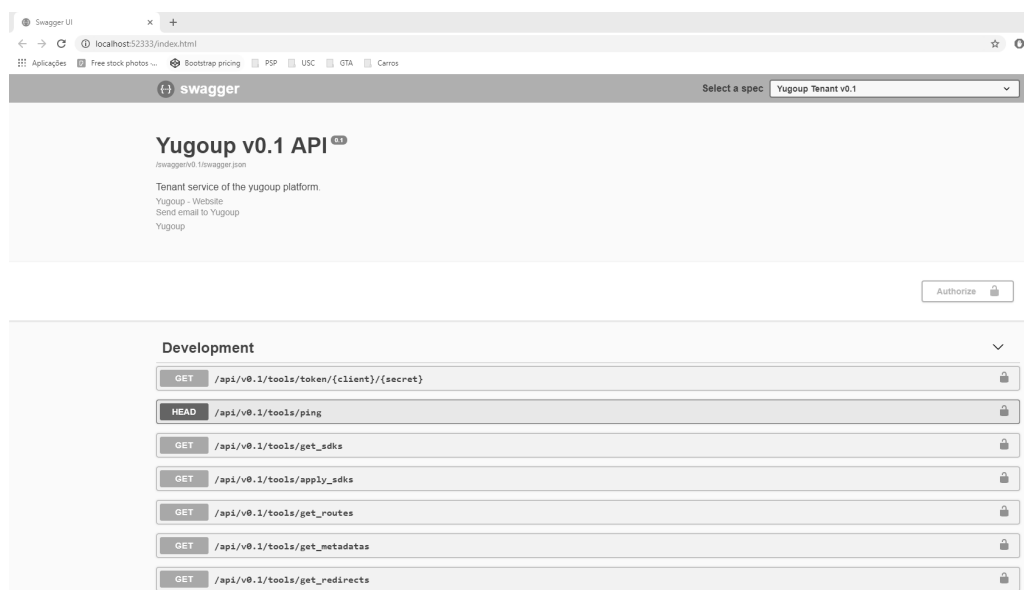 Swagger UI
localhost:52333/index.html
Aplicações Free stock photos -... Bootstrap pricing PSP USC GTA Carros
swagger Select a spec Yugoup Tenant v0.1
Yugoup v0.1 API 0.1
/swagger/v0.1/swagger.json
Tenant service of the yugoup platform.
Yugoup - Website
Send email to Yugoup
Yugoup
Authorize
Development
GET /api/v0.1/tools/token/{client}/{secret}
HEAD /api/v0.1/tools/ping
GET /api/v0.1/tools/get_sdks
GET /api/v0.1/tools/apply_sdks
GET /api/v0.1/tools/get_routes
GET /api/v0.1/tools/get_metadatas
GET /api/v0.1/tools/get_redirects